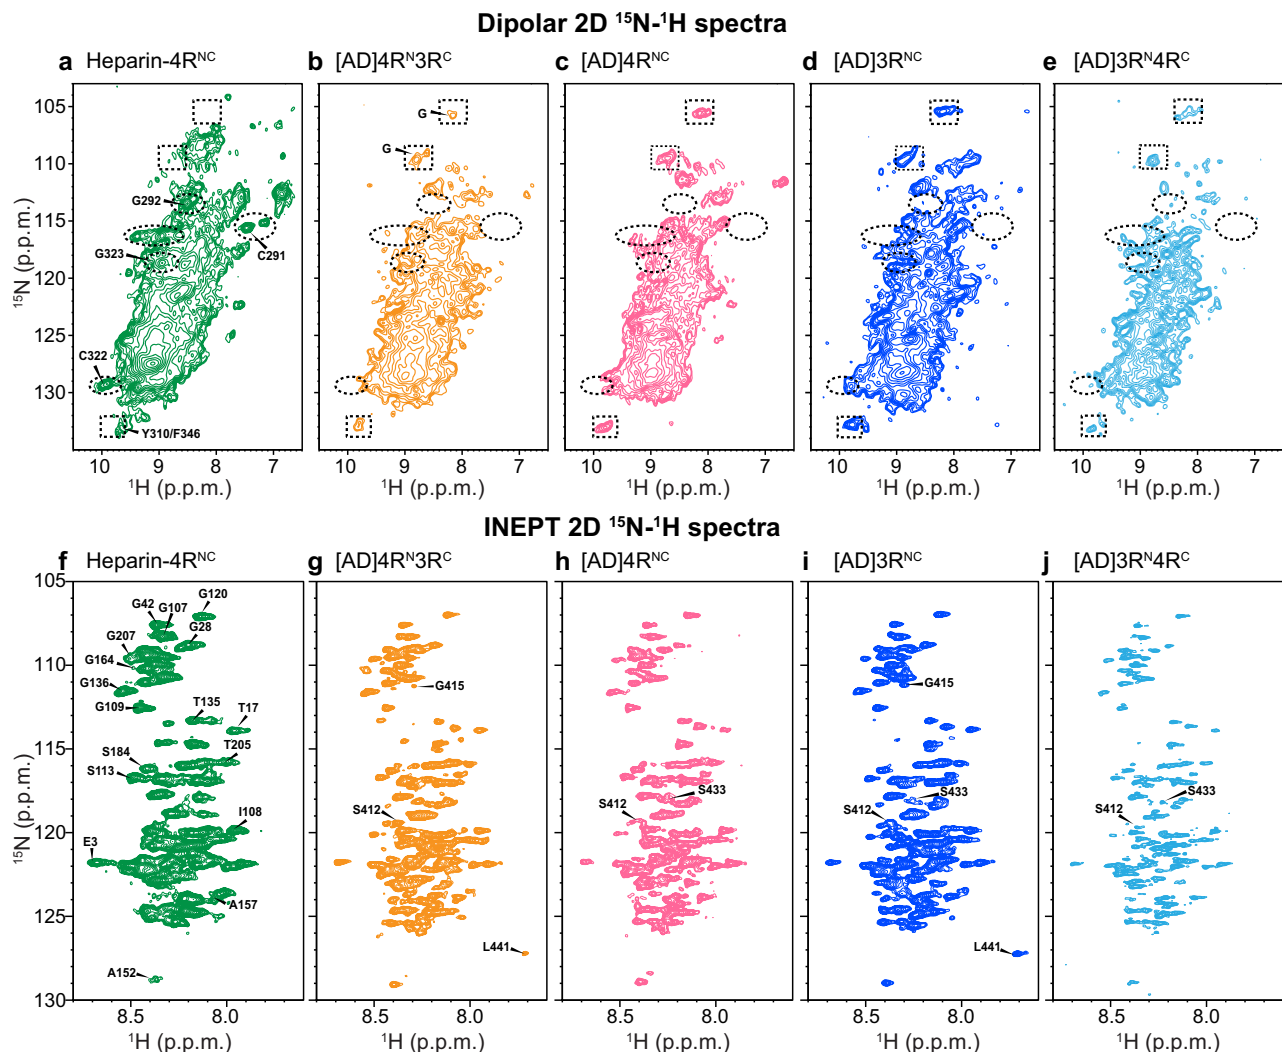 Dipolar 2D ¹⁵N-¹H spectra
a Heparin-4Rᴺᶜ
b [AD]4Rᴺ3Rᶜ
c [AD]4Rᴺᶜ
d [AD]3Rᴺᶜ
e [AD]3Rᴺ4Rᶜ
¹⁵N (p.p.m.)
105
110
115
120
125
130
G292
G323
C291
C322
Y310/F346
G
G
10 9 8 7
10 9 8 7
10 9 8 7
10 9 8 7
10 9 8 7
¹H (p.p.m.)
¹H (p.p.m.)
¹H (p.p.m.)
¹H (p.p.m.)
¹H (p.p.m.)
INEPT 2D ¹⁵N-¹H spectra
f Heparin-4Rᴺᶜ
g [AD]4Rᴺ3Rᶜ
h [AD]4Rᴺᶜ
i [AD]3Rᴺᶜ
j [AD]3Rᴺ4Rᶜ
¹⁵N (p.p.m.)
105
110
115
120
125
130
G120
G42
G107
G28
G207
G164
G136
G109
T135
T17
S184
T205
S113
I108
E3
A157
A152
G415
S412
L441
S412
S433
G415
S412
S433
L441
S412
S433
8.5 8.0
8.5 8.0
8.5 8.0
8.5 8.0
8.5 8.0
¹H (p.p.m.)
¹H (p.p.m.)
¹H (p.p.m.)
¹H (p.p.m.)
¹H (p.p.m.)